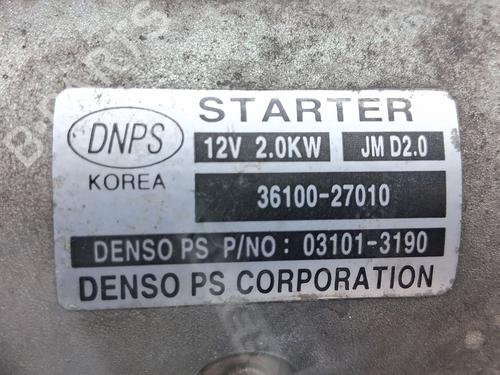 STARTER
DNPS
12V 2.0KW JM D2.0
KOREA
36100-27010
DENSO PS P/NO: 03101-3190
DENSO PS CORPORATION